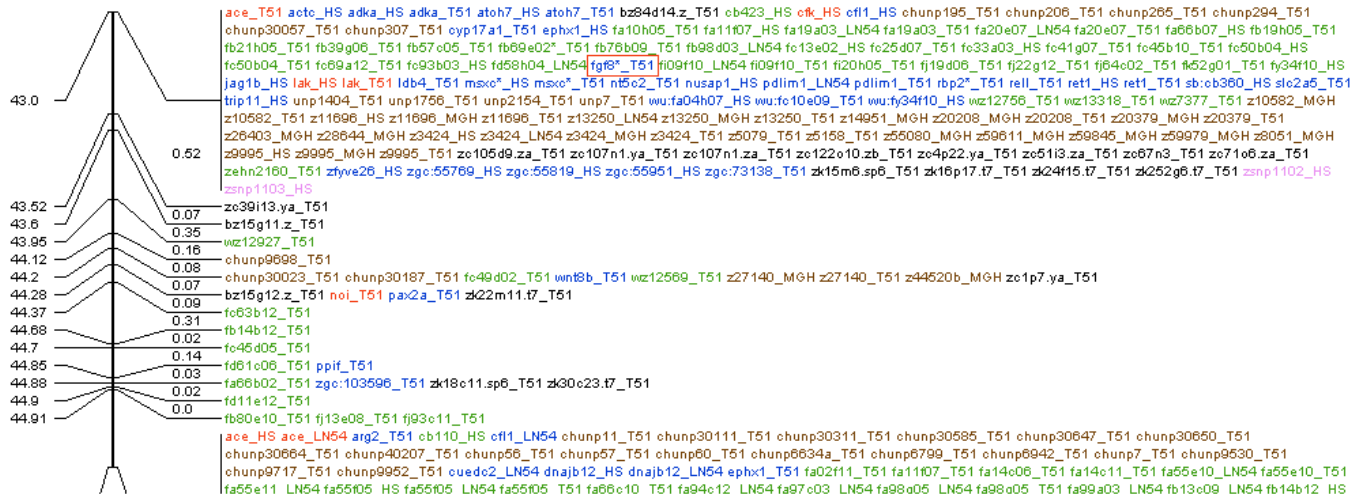 ace_T51 actc_HS adka_HS adka_T51 atoh7_HS atoh7_T51 bz84d14.z_T51 cb423_HS cfk_HS cfl1_HS chunp195_T51 chunp206_T51 chunp265_T51 chunp294_T51
chunp30057_T51 chunp307_T51 cyp17a1_T51 ephx1_HS fa10h05_T51 fa11f07_HS fa19a03_LN54 fa19a03_T51 fa20e07_LN54 fa20e07_T51 fa66b07_HS fb19h05_T51
fb21h05_T51 fb39g06_T51 fb57c05_T51 fb69e02*_T51 fb76b09_T51 fb98d03_LN54 fc13e02_HS fc25d07_T51 fc33a03_HS fc41g07_T51 fc45b10_T51 fc50b04_HS
fc50b04_T51 fc69a12_T51 fc93b03_HS fd58h04_LN54 fgf8*_T51 fi09f10_LN54 fi09f10_T51 fi20h05_T51 fj19d06_T51 fj22g12_T51 fj64c02_T51 fk52g01_T51 fy34f10_HS
jag1b_HS lak_HS lak_T51 ldb4_T51 msxc*_HS msxc*_T51 nt5c2_T51 nusap1_HS pdlim1_LN54 pdlim1_T51 rbp2*_T51 rell_T51 ret1_HS ret1_T51 sb:cb360_HS slc2a5_T51
43.0 trip11_HS unp1404_T51 unp1756_T51 unp2154_T51 unp7_T51 wu:fa04h07_HS wu:fc10e09_T51 wu:fy34f10_HS wz12756_T51 wz13318_T51 wz7377_T51 z10582_MGH
z10582_T51 z11696_HS z11696_MGH z11696_T51 z13250_LN54 z13250_MGH z13250_T51 z14951_MGH z20208_MGH z20208_T51 z20379_MGH z20379_T51
z26403_MGH z28644_MGH z3424_HS z3424_LN54 z3424_MGH z3424_T51 z5079_T51 z5158_T51 z55080_MGH z59611_MGH z59845_MGH z59979_MGH z8051_MGH
0.52 z9995_HS z9995_MGH z9995_T51 zc105d9.za_T51 zc107n1.ya_T51 zc107n1.za_T51 zc122o10.zb_T51 zc4p22.ya_T51 zc51i3.za_T51 zc67n3_T51 zc71o6.za_T51
zehn2160_T51 zfyve26_HS zgc:55769_HS zgc:55819_HS zgc:55951_HS zgc:73138_T51 zk15m6.sp6_T51 zk16p17.t7_T51 zk24f15.t7_T51 zk252g6.t7_T51 zsnp1102_HS
zsnp1103_HS
43.52 zc39i13.ya_T51
0.07
43.6 bz15g11.z_T51
0.35
43.95 wz12927_T51
0.16
44.12 chunp9698_T51
0.08
44.2 chunp30023_T51 chunp30187_T51 fc49d02_T51 wnt8b_T51 wz12569_T51 z27140_MGH z27140_T51 z44520b_MGH zc1p7.ya_T51
0.07
44.28 bz15g12.z_T51 noi_T51 pax2a_T51 zk22m11.t7_T51
0.09
44.37 fc63b12_T51
0.31
44.68 fb14b12_T51
0.02
44.7 fc45d05_T51
0.14
44.85 fd61c06_T51 ppif_T51
0.03
44.88 fa66b02_T51 zgc:103596_T51 zk18c11.sp6_T51 zk30c23.t7_T51
0.02
44.9 fd11e12_T51
0.0
44.91 fb80e10_T51 fj13e08_T51 fj93c11_T51
ace_HS ace_LN54 arg2_T51 cb110_HS cfl1_LN54 chunp11_T51 chunp30111_T51 chunp30311_T51 chunp30585_T51 chunp30647_T51 chunp30650_T51
chunp30664_T51 chunp40207_T51 chunp56_T51 chunp57_T51 chunp60_T51 chunp6634a_T51 chunp6799_T51 chunp6942_T51 chunp7_T51 chunp9530_T51
chunp9717_T51 chunp9952_T51 cuedc2_LN54 dnajb12_HS dnajb12_LN54 ephx1_T51 fa02f11_T51 fa11f07_T51 fa14c06_T51 fa14c11_T51 fa55e10_LN54 fa55e10_T51
fa55e11_LN54 fa55f05_HS fa55f05_LN54 fa55f05_T51 fa66c10_T51 fa94c12_LN54 fa97c03_LN54 fa98g05_LN54 fa98g05_T51 fa99a03_LN54 fb13c09_LN54 fb14b12_HS